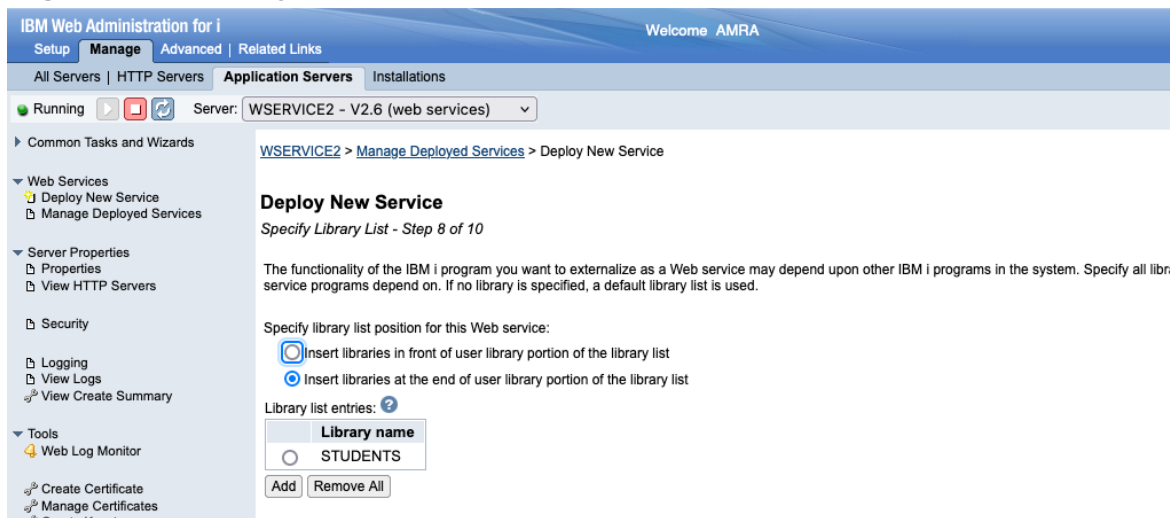 IBM Web Administration for i
Welcome AMRA
Setup Manage Advanced | Related Links
All Servers | HTTP Servers Application Servers Installations
Running Server: WSERVICE2 - V2.6 (web services)
Common Tasks and Wizards
Web Services
Deploy New Service
Manage Deployed Services
Server Properties
Properties
View HTTP Servers
Security
Logging
View Logs
View Create Summary
Tools
Web Log Monitor
Create Certificate
Manage Certificates
WSERVICE2 > Manage Deployed Services > Deploy New Service
Deploy New Service
Specify Library List - Step 8 of 10
The functionality of the IBM i program you want to externalize as a Web service may depend upon other IBM i programs in the system. Specify all libr
service programs depend on. If no library is specified, a default library list is used.
Specify library list position for this Web service:
Insert libraries in front of user library portion of the library list
Insert libraries at the end of user library portion of the library list
Library list entries: ?
Library name
STUDENTS
Add Remove All